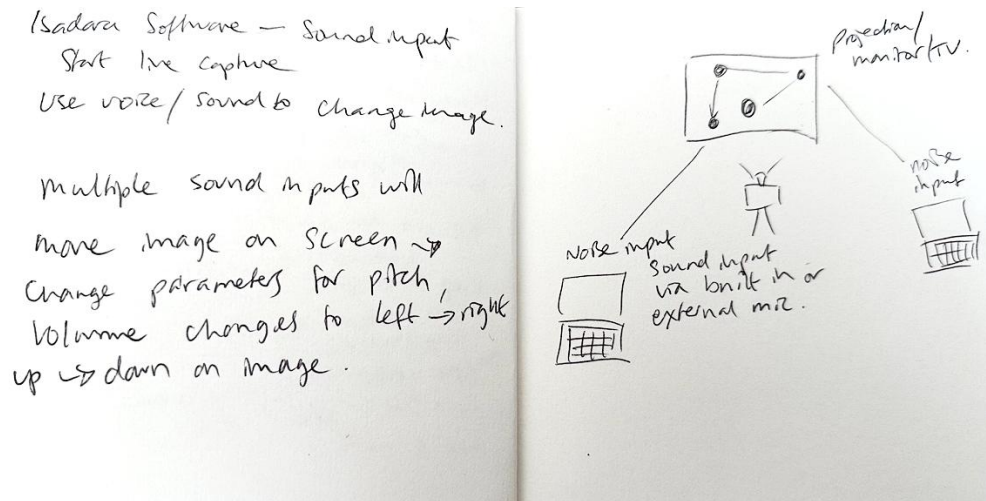 Isadora Software – Sound input
Start live capture
Use voice/sound to change image.
multiple sound inputs will
move image on screen →
change parameters for pitch,
volume changes to left → right
up → down on image.
projection/
monitor/TV.
noise
input
Noise input
Sound input
via built in or
external mic.